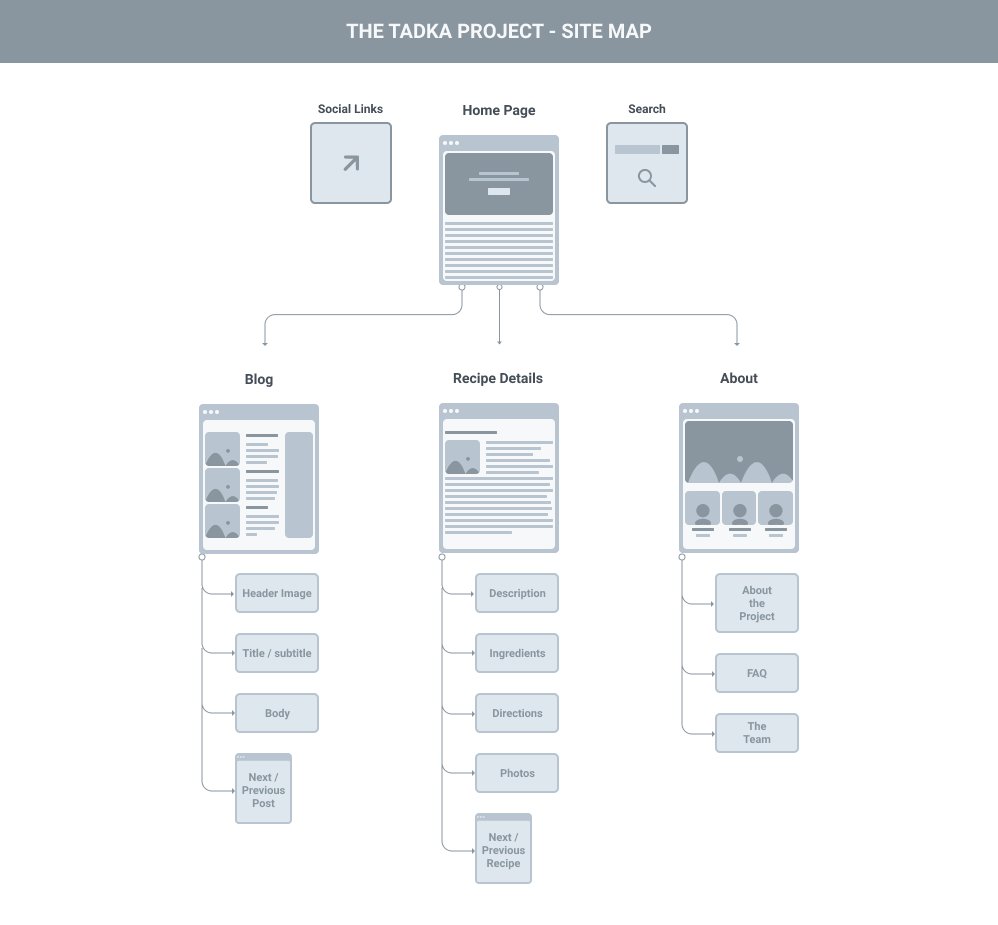 THE TADKA PROJECT - SITE MAP
Social Links
Home Page
Search
Blog
Recipe Details
About
Header Image
Title / subtitle
Body
Next /
Previous
Post
Description
Ingredients
Directions
Photos
Next /
Previous
Recipe
About
the
Project
FAQ
The
Team